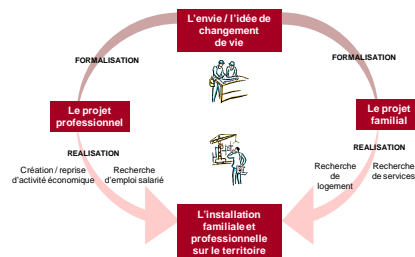 L'envie / l'idée de
changement
de vie
FORMALISATION
FORMALISATION
Le projet
professionnel
Le projet
familial
REALISATION
REALISATION
Création / reprise
d'activité économique
Recherche
d'emploi salarié
Recherche
de
logement
Recherche
de services
L'installation
familiale et
professionnelle
sur le territoire